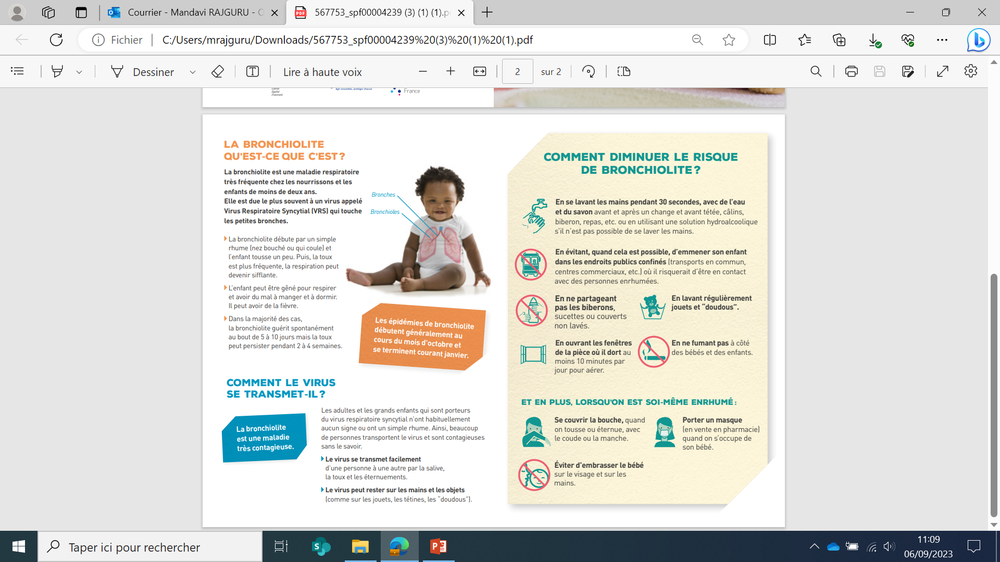 Courrier - Mandavi RAJGURU - O
567753_spf00004239 (3) (1) (1).p
Fichier
C:/Users/mrajguru/Downloads/567753_spf00004239%20(3)%20(1)%20(1).pdf
Dessiner
Lire à haute voix
2
sur 2
Égalité
Fraternité
Agir ensemble, protéger chacun
France
LA BRONCHIOLITE
QU'EST-CE QUE C'EST ?
La bronchiolite est une maladie respiratoire
très fréquente chez les nourrissons et les
enfants de moins de deux ans.
Elle est due le plus souvent à un virus appelé
Virus Respiratoire Syncytial (VRS) qui touche
les petites bronches.
La bronchiolite débute par un simple
rhume (nez bouché ou qui coule) et
l'enfant tousse un peu. Puis, la toux
est plus fréquente, la respiration peut
devenir sifflante.
L'enfant peut être gêné pour respirer
et avoir du mal à manger et à dormir.
Il peut avoir de la fièvre.
Dans la majorité des cas,
la bronchiolite guérit spontanément
au bout de 5 à 10 jours mais la toux
peut persister pendant 2 à 4 semaines.
Bronches
Bronchioles
Les épidémies de bronchiolite
débutent généralement au
cours du mois d'octobre et
se terminent courant janvier.
COMMENT LE VIRUS
SE TRANSMET-IL ?
La bronchiolite
est une maladie
très contagieuse.
Les adultes et les grands enfants qui sont porteurs
du virus respiratoire syncytial n'ont habituellement
aucun signe ou ont un simple rhume. Ainsi, beaucoup
de personnes transportent le virus et sont contagieuses
sans le savoir.
Le virus se transmet facilement
d'une personne à une autre par la salive,
la toux et les éternuements.
Le virus peut rester sur les mains et les objets
(comme sur les jouets, les tétines, les "doudous").
COMMENT DIMINUER LE RISQUE
DE BRONCHIOLITE ?
En se lavant les mains pendant 30 secondes, avec de l'eau
et du savon avant et après un change et avant tétée, câlins,
biberon, repas, etc. ou en utilisant une solution hydroalcoolique
s'il n'est pas possible de se laver les mains.
En évitant, quand cela est possible, d'emmener son enfant
dans les endroits publics confinés (transports en commun,
centres commerciaux, etc.) où il risquerait d'être en contact
avec des personnes enrhumées.
En ne partageant
pas les biberons,
sucettes ou couverts
non lavés.
En lavant régulièrement
jouets et "doudous".
En ouvrant les fenêtres
de la pièce où il dort au
moins 10 minutes par
jour pour aérer.
En ne fumant pas à côté
des bébés et des enfants.
ET EN PLUS, LORSQU'ON EST SOI-MÊME ENRHUMÉ :
Se couvrir la bouche, quand
on tousse ou éternue, avec
le coude ou la manche.
Porter un masque
(en vente en pharmacie)
quand on s'occupe de
son bébé.
Éviter d'embrasser le bébé
sur le visage et sur les
mains.
Taper ici pour rechercher
11:09
06/09/2023